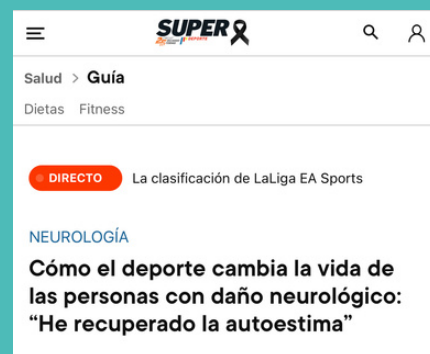 SUPER
DEPORTE
Salud > Guía
Dietas Fitness
DIRECTO La clasificación de LaLiga EA Sports
NEUROLOGÍA
Cómo el deporte cambia la vida de
las personas con daño neurológico:
“He recuperado la autoestima”